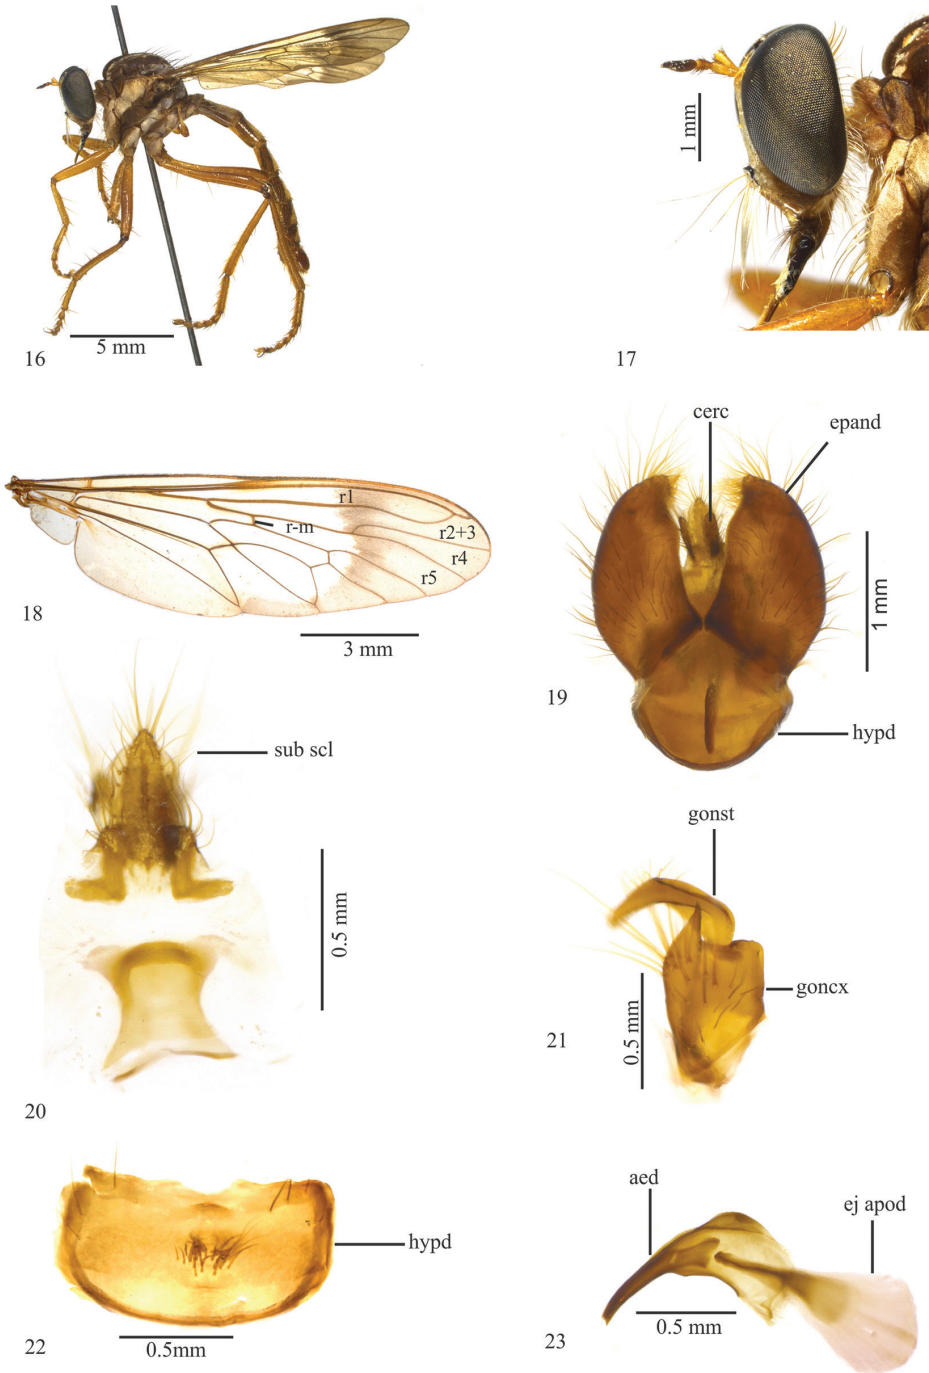 5 mm
16
1 mm
17
r1
r-m
r2+3
r4
r5
18
3 mm
cerc
epand
1 mm
19
hypd
sub scl
0.5 mm
20
gonst
goncx
0.5 mm
21
hypd
0.5mm
22
aed
ej apod
0.5 mm
23